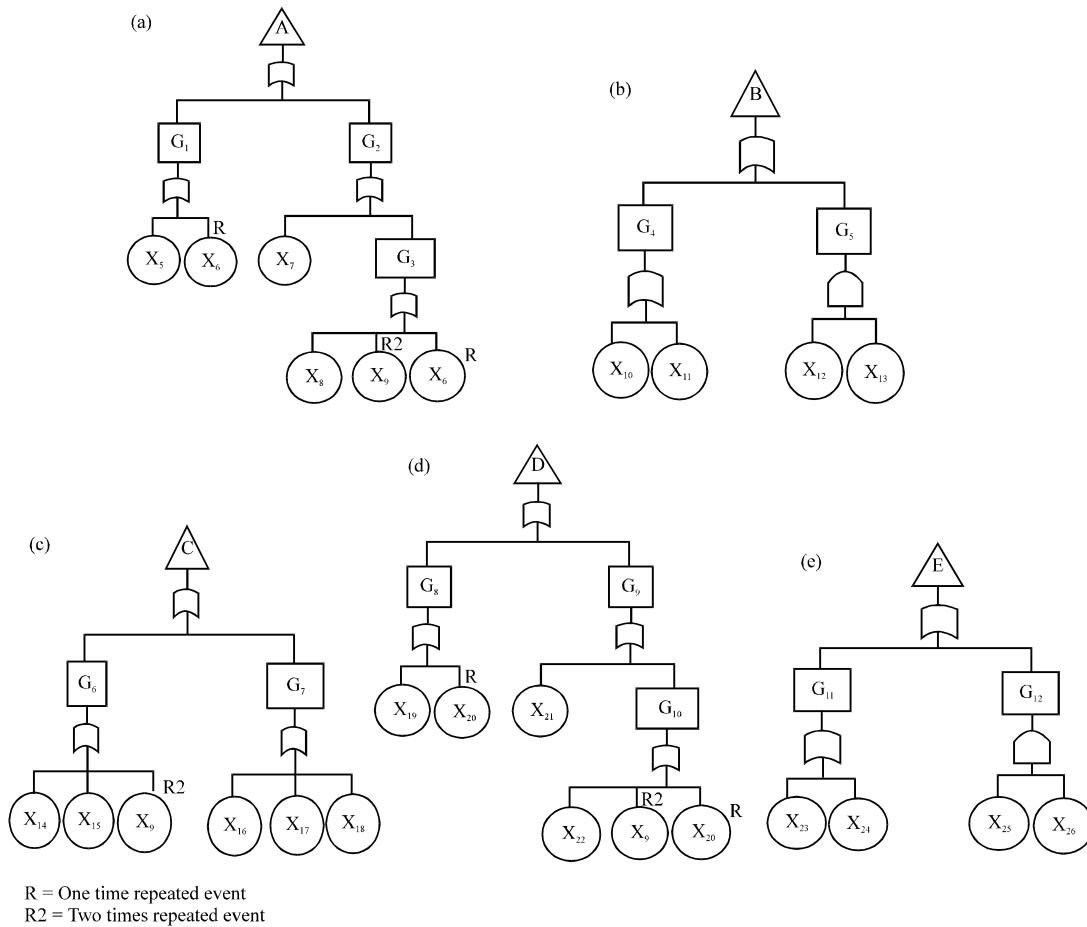 (a)
A
G₁ G₂
R
X₅ X₆ X₇ G₃
R2 R
X₈ X₉ X₆
(b)
B
G₄ G₅
X₁₀ X₁₁ X₁₂ X₁₃
(c)
C
G₆ G₇
R2
X₁₄ X₁₅ X₉ X₁₆ X₁₇ X₁₈
(d)
D
G₈ G₉
R
X₁₉ X₂₀ X₂₁ G₁₀
R2 R
X₂₂ X₉ X₂₀
(e)
E
G₁₁ G₁₂
X₂₃ X₂₄ X₂₅ X₂₆
R = One time repeated event
R2 = Two times repeated event